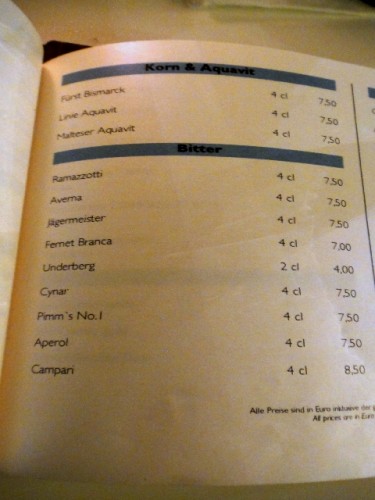 Korn & Aquavit
Fürst Bismarck 4 cl 7,50
Linie Aquavit 4 cl 7,50
Malteser Aquavit 4 cl 7,50
Bitter
Ramazzotti 4 cl 7,50
Averna 4 cl 7,50
Jägermeister 4 cl 7,50
Fernet Branca 4 cl 7,00
Underberg 2 cl 4,00
Cynar 4 cl 7,50
Pimm`s No.1 4 cl 7,50
Aperol 4 cl 7,50
Campari 4 cl 8,50
Alle Preise sind in Euro inklusive der
All prices are in Euro